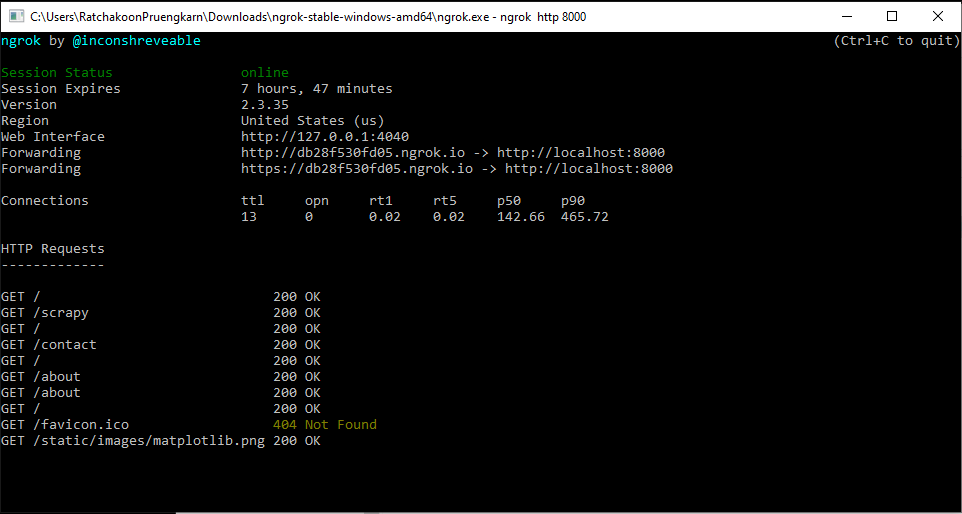 C:\Users\RatchakoonPruengkarn\Downloads\ngrok-stable-windows-amd64\ngrok.exe - ngrok  http 8000
ngrok by @inconshreveable (Ctrl+C to quit)
Session Status online
Session Expires 7 hours, 47 minutes
Version 2.3.35
Region United States (us)
Web Interface http://127.0.0.1:4040
Forwarding http://db28f530fd05.ngrok.io -> http://localhost:8000
Forwarding https://db28f530fd05.ngrok.io -> http://localhost:8000
Connections ttl opn rt1 rt5 p50 p90
13 0 0.02 0.02 142.66 465.72
HTTP Requests
-------------
GET / 200 OK
GET /scrapy 200 OK
GET / 200 OK
GET /contact 200 OK
GET / 200 OK
GET /about 200 OK
GET /about 200 OK
GET / 200 OK
GET /favicon.ico 404 Not Found
GET /static/images/matplotlib.png 200 OK